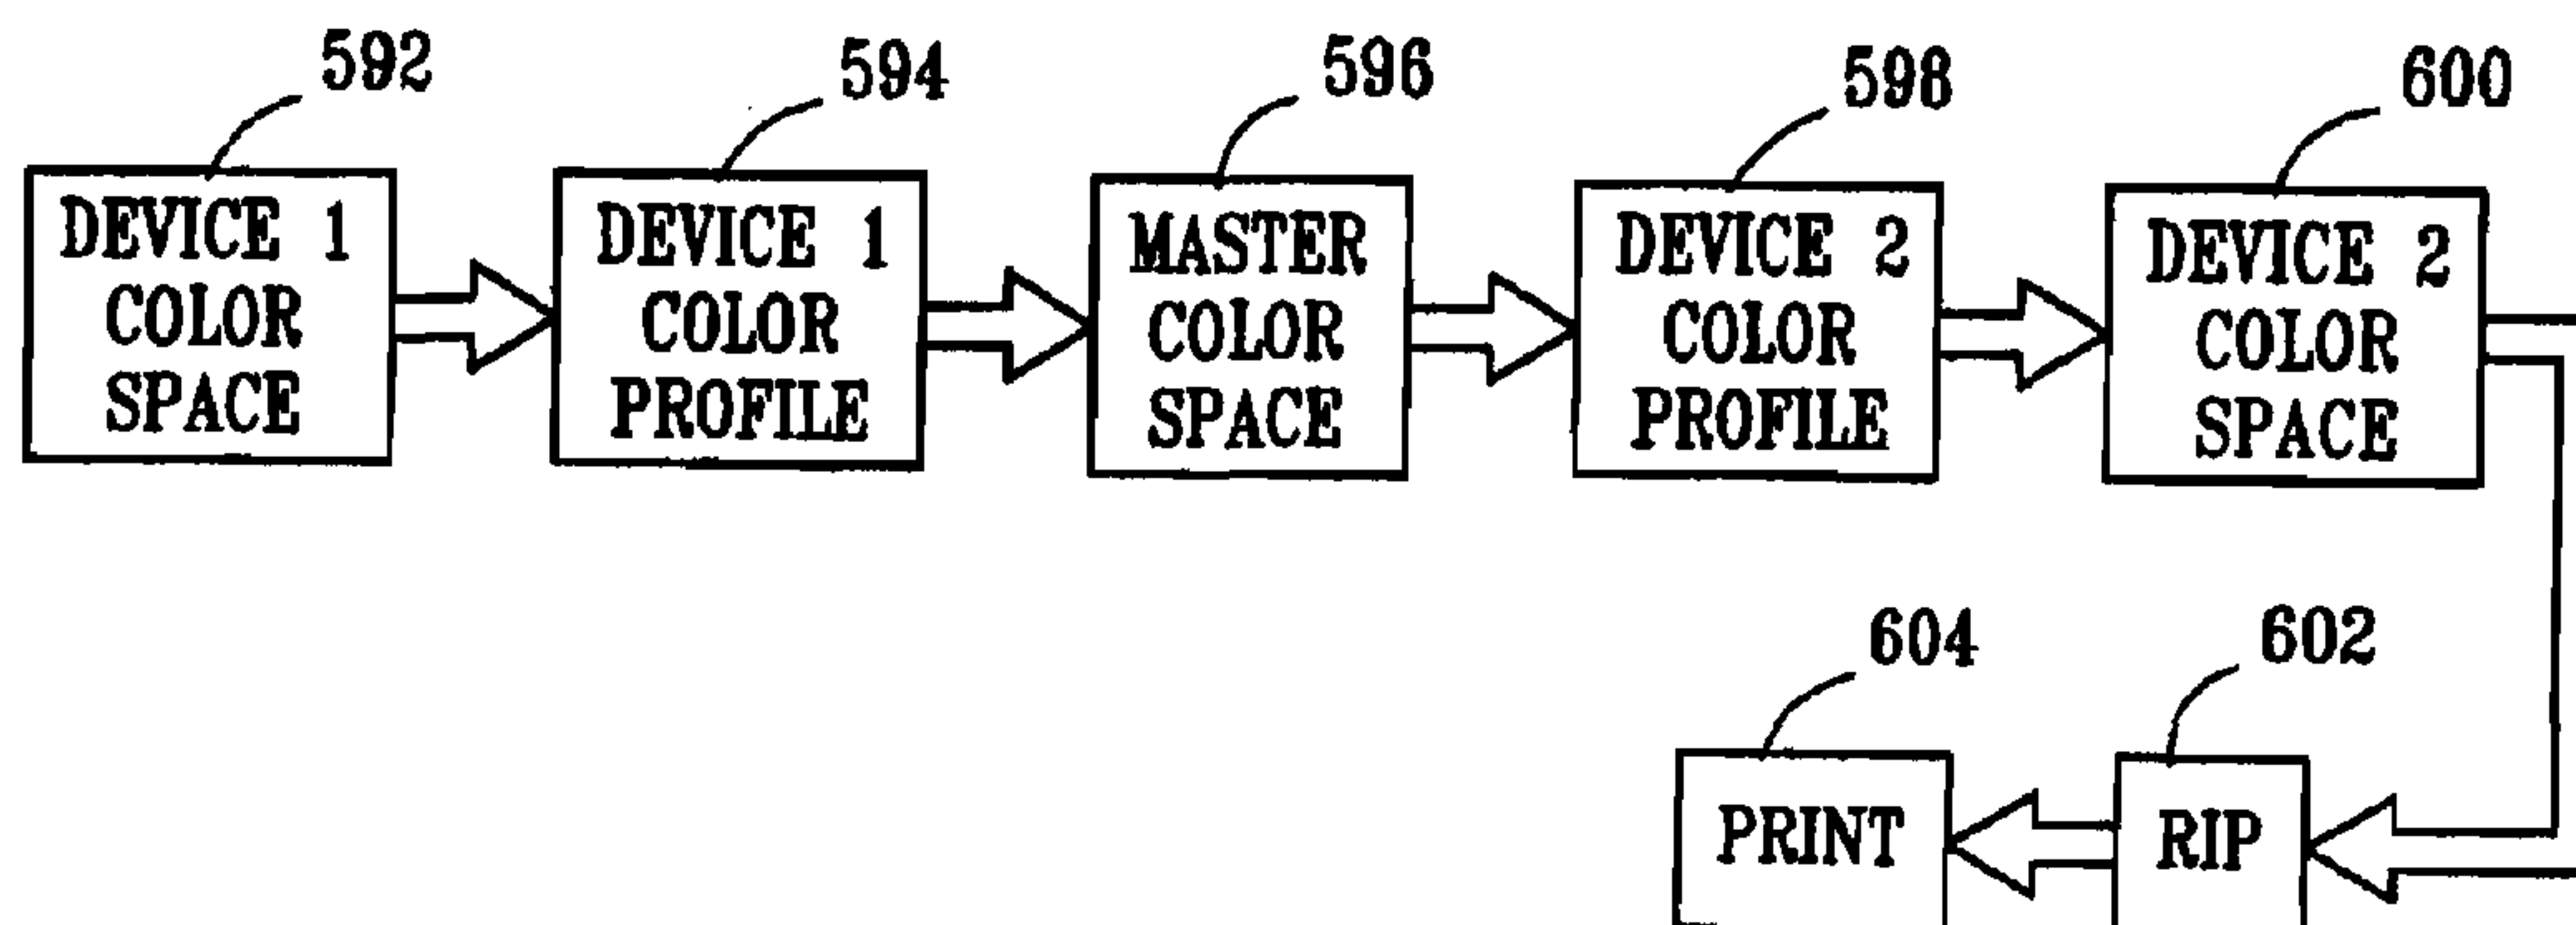 592
594
596
598
600
DEVICE 1
COLOR
SPACE
DEVICE 1
COLOR
PROFILE
MASTER
COLOR
SPACE
DEVICE 2
COLOR
PROFILE
DEVICE 2
COLOR
SPACE
604
602
PRINT
RIP